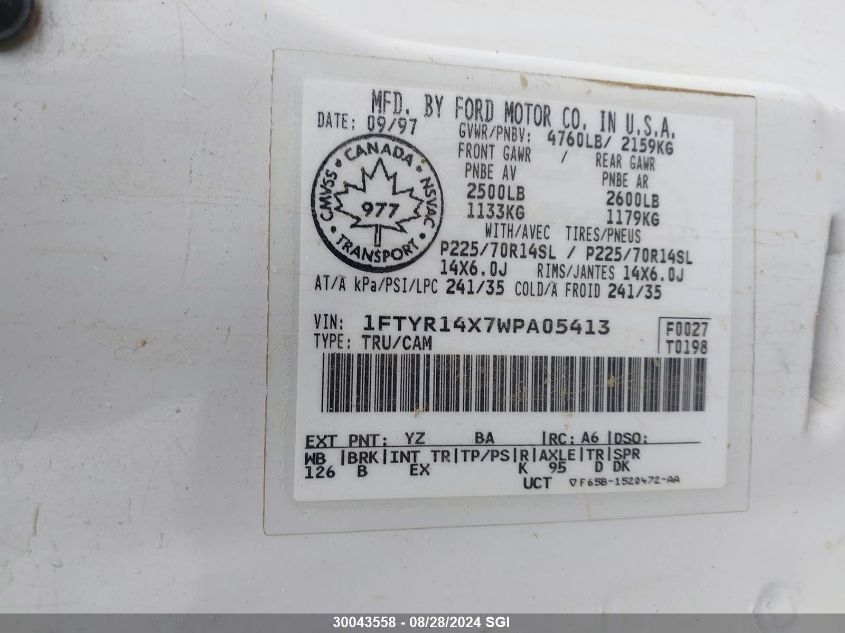 MFD. BY FORD MOTOR CO. IN U.S.A.
DATE: 09/97 GVWR/PNBV: 4760LB/ 2159KG
FRONT GAWR / REAR GAWR
PNBE AV PNBE AR
2500LB 2600LB
1133KG 1179KG
WITH/AVEC TIRES/PNEUS
P225/70R14SL / P225/70R14SL
14X6.0J RIMS/JANTES 14X6.0J
AT/A kPa/PSI/LPC 241/35 COLD/A FROID 241/35
CANADA
CMVSS NSVAC
977
TRANSPORT
VIN: 1FTYR14X7WPA05413 F0027
TYPE: TRU/CAM T0198
EXT PNT: YZ BA |RC: A6 |DSO:
WB |BRK|INT TR|TP/PS|R|AXLE|TR|SPR
126 B EX K 95 D DK
UCT ▽F65B-1520472-AA
30043558 - 08/28/2024 SGI